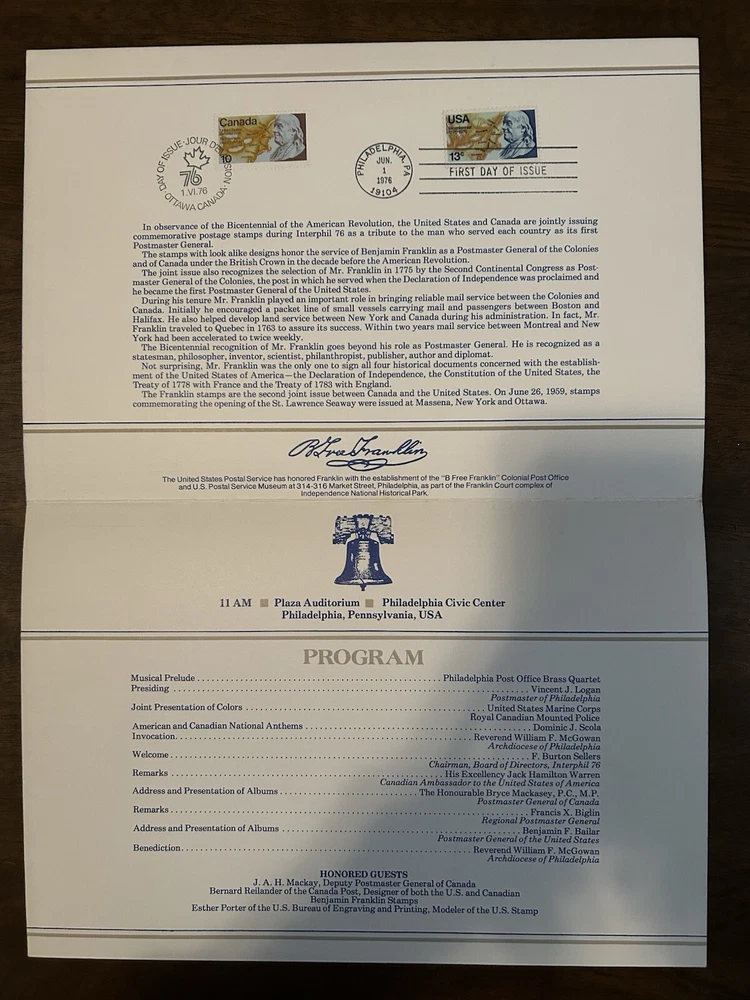 Canada
10
USA
13c
DAY OF ISSUE·JOUR D'ÉMISSION
76
1.VI.76
·OTTAWA CANADA·
PHILADELPHIA, PA
JUN.
1
1976
19104
FIRST DAY OF ISSUE
In observance of the Bicentennial of the American Revolution, the United States and Canada are jointly issuing
commemorative postage stamps during Interphil 76 as a tribute to the man who served each country as its first
Postmaster General.
The stamps with look alike designs honor the service of Benjamin Franklin as a Postmaster General of the Colonies
and of Canada under the British Crown in the decade before the American Revolution.
The joint issue also recognizes the selection of Mr. Franklin in 1775 by the Second Continental Congress as Post-
master General of the Colonies, the post in which he served when the Declaration of Independence was proclaimed and
he became the first Postmaster General of the United States.
During his tenure Mr. Franklin played an important role in bringing reliable mail service between the Colonies and
Canada. Initially he encouraged a packet line of small vessels carrying mail and passengers between Boston and
Halifax. He also helped develop land service between New York and Canada during his administration. In fact, Mr.
Franklin traveled to Quebec in 1763 to assure its success. Within two years mail service between Montreal and New
York had been accelerated to twice weekly.
The Bicentennial recognition of Mr. Franklin goes beyond his role as Postmaster General. He is recognized as a
statesman, philosopher, inventor, scientist, philanthropist, publisher, author and diplomat.
Not surprising, Mr. Franklin was the only one to sign all four historical documents concerned with the establish-
ment of the United States of America—the Declaration of Independence, the Constitution of the United States, the
Treaty of 1778 with France and the Treaty of 1783 with England.
The Franklin stamps are the second joint issue between Canada and the United States. On June 26, 1959, stamps
commemorating the opening of the St. Lawrence Seaway were issued at Massena, New York and Ottawa.
B Free Franklin
The United States Postal Service has honored Franklin with the establishment of the "B Free Franklin" Colonial Post Office
and U.S. Postal Service Museum at 314-316 Market Street, Philadelphia, as part of the Franklin Court complex of
Independence National Historical Park.
11 AM ■ Plaza Auditorium ■ Philadelphia Civic Center
Philadelphia, Pennsylvania, USA
PROGRAM
Musical Prelude . . . . . Philadelphia Post Office Brass Quartet
Presiding . . . . . Vincent J. Logan
Postmaster of Philadelphia
Joint Presentation of Colors . . . . . United States Marine Corps
Royal Canadian Mounted Police
American and Canadian National Anthems . . . . . Dominic J. Scola
Invocation . . . . . Reverend William F. McGowan
Archdiocese of Philadelphia
Welcome . . . . . F. Burton Sellers
Chairman, Board of Directors, Interphil 76
Remarks . . . . . His Excellency Jack Hamilton Warren
Canadian Ambassador to the United States of America
Address and Presentation of Albums . . . . . The Honourable Bryce Mackasey, P.C., M.P.
Postmaster General of Canada
Remarks . . . . . Francis X. Biglin
Regional Postmaster General
Address and Presentation of Albums . . . . . Benjamin F. Bailar
Postmaster General of the United States
Benediction . . . . . Reverend William F. McGowan
Archdiocese of Philadelphia
HONORED GUESTS
J. A. H. Mackay, Deputy Postmaster General of Canada
Bernard Reilander of the Canada Post, Designer of both the U.S. and Canadian
Benjamin Franklin Stamps
Esther Porter of the U.S. Bureau of Engraving and Printing, Modeler of the U.S. Stamp